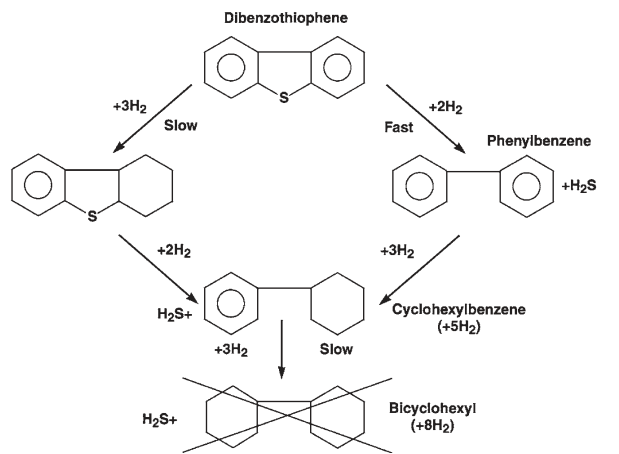 Dibenzothiophene
S
+3H2
Slow
+2H2
Fast
Phenylbenzene
+H2S
S
+2H2
+3H2
H2S+
Cyclohexylbenzene
(+5H2)
+3H2
Slow
H2S+
Bicyclohexyl
(+8H2)